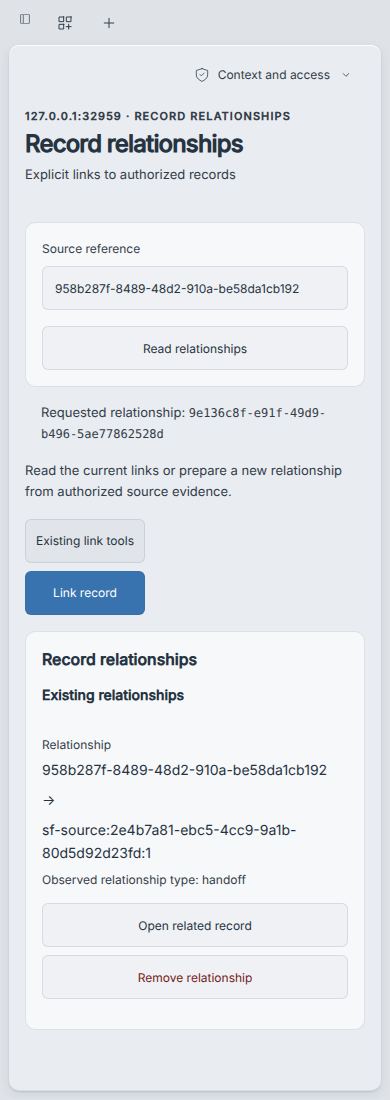 Context and access
127.0.0.1:32959 · RECORD RELATIONSHIPS
Record relationships
Explicit links to authorized records
Source reference
958b287f-8489-48d2-910a-be58da1cb192
Read relationships
Requested relationship: 9e136c8f-e91f-49d9-
b496-5ae77862528d
Read the current links or prepare a new relationship
from authorized source evidence.
Existing link tools
Link record
Record relationships
Existing relationships
Relationship
958b287f-8489-48d2-910a-be58da1cb192
→
sf-source:2e4b7a81-ebc5-4cc9-9a1b-
80d5d92d23fd:1
Observed relationship type: handoff
Open related record
Remove relationship